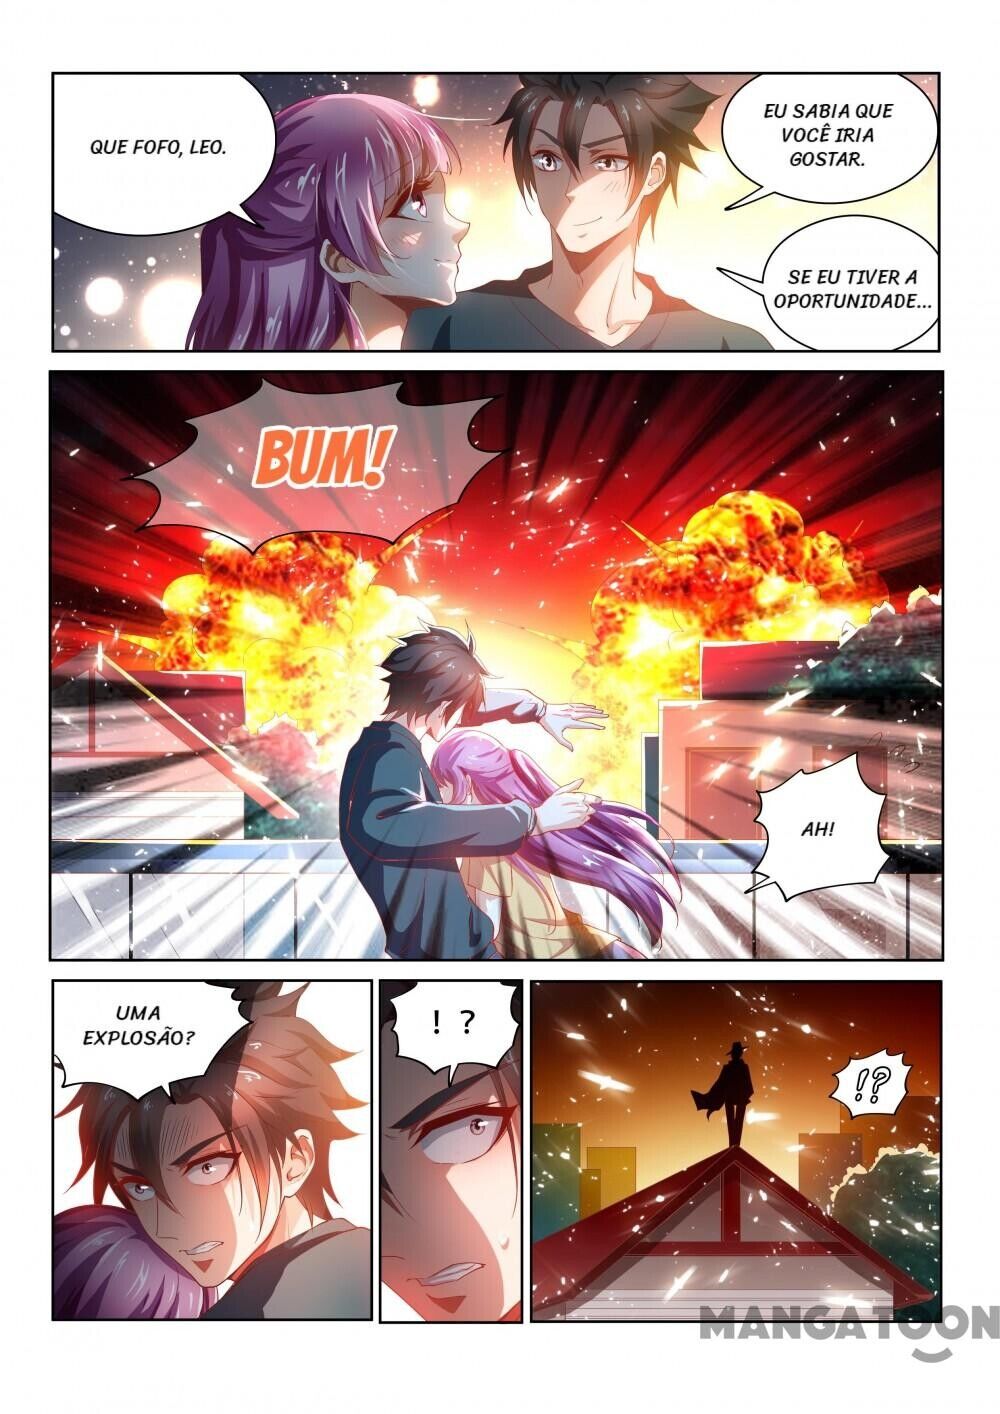 QUE FOFO, LEO.
EU SABIA QUE
VOCÊ IRIA
GOSTAR.
SE EU TIVER A
OPORTUNIDADE...
BUM!
AH!
UMA
EXPLOSÃO?
! ?
!?
MANGATOON